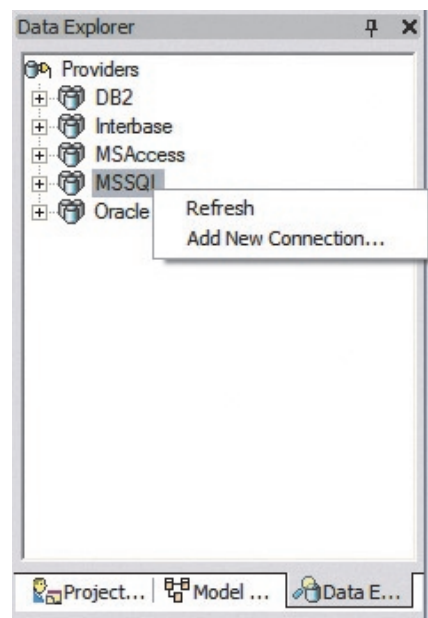 Data Explorer
Providers
DB2
Interbase
MSAccess
MSSQL
Refresh
Oracle
Add New Connection...
Project... Model ... Data E...